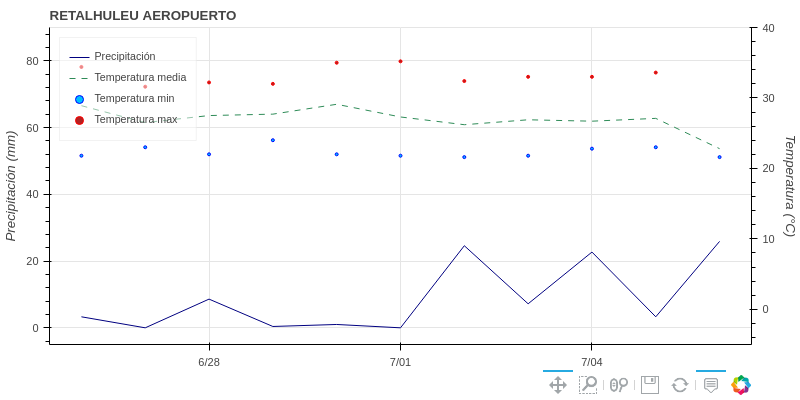 RETALHULEU AEROPUERTO
Precipitación
Temperatura media
Temperatura min
Temperatura max
80
60
40
20
0
Precipitación (mm)
40
30
20
10
0
Temperatura (°C)
6/28
7/01
7/04